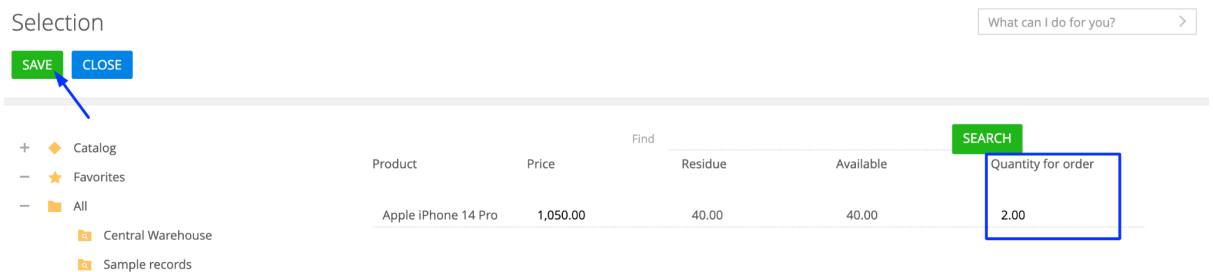 Selection
What can I do for you?
SAVE CLOSE
Find SEARCH
Catalog
Favorites
All
Central Warehouse
Sample records
Product Price Residue Available Quantity for order
Apple iPhone 14 Pro 1,050.00 40.00 40.00 2.00